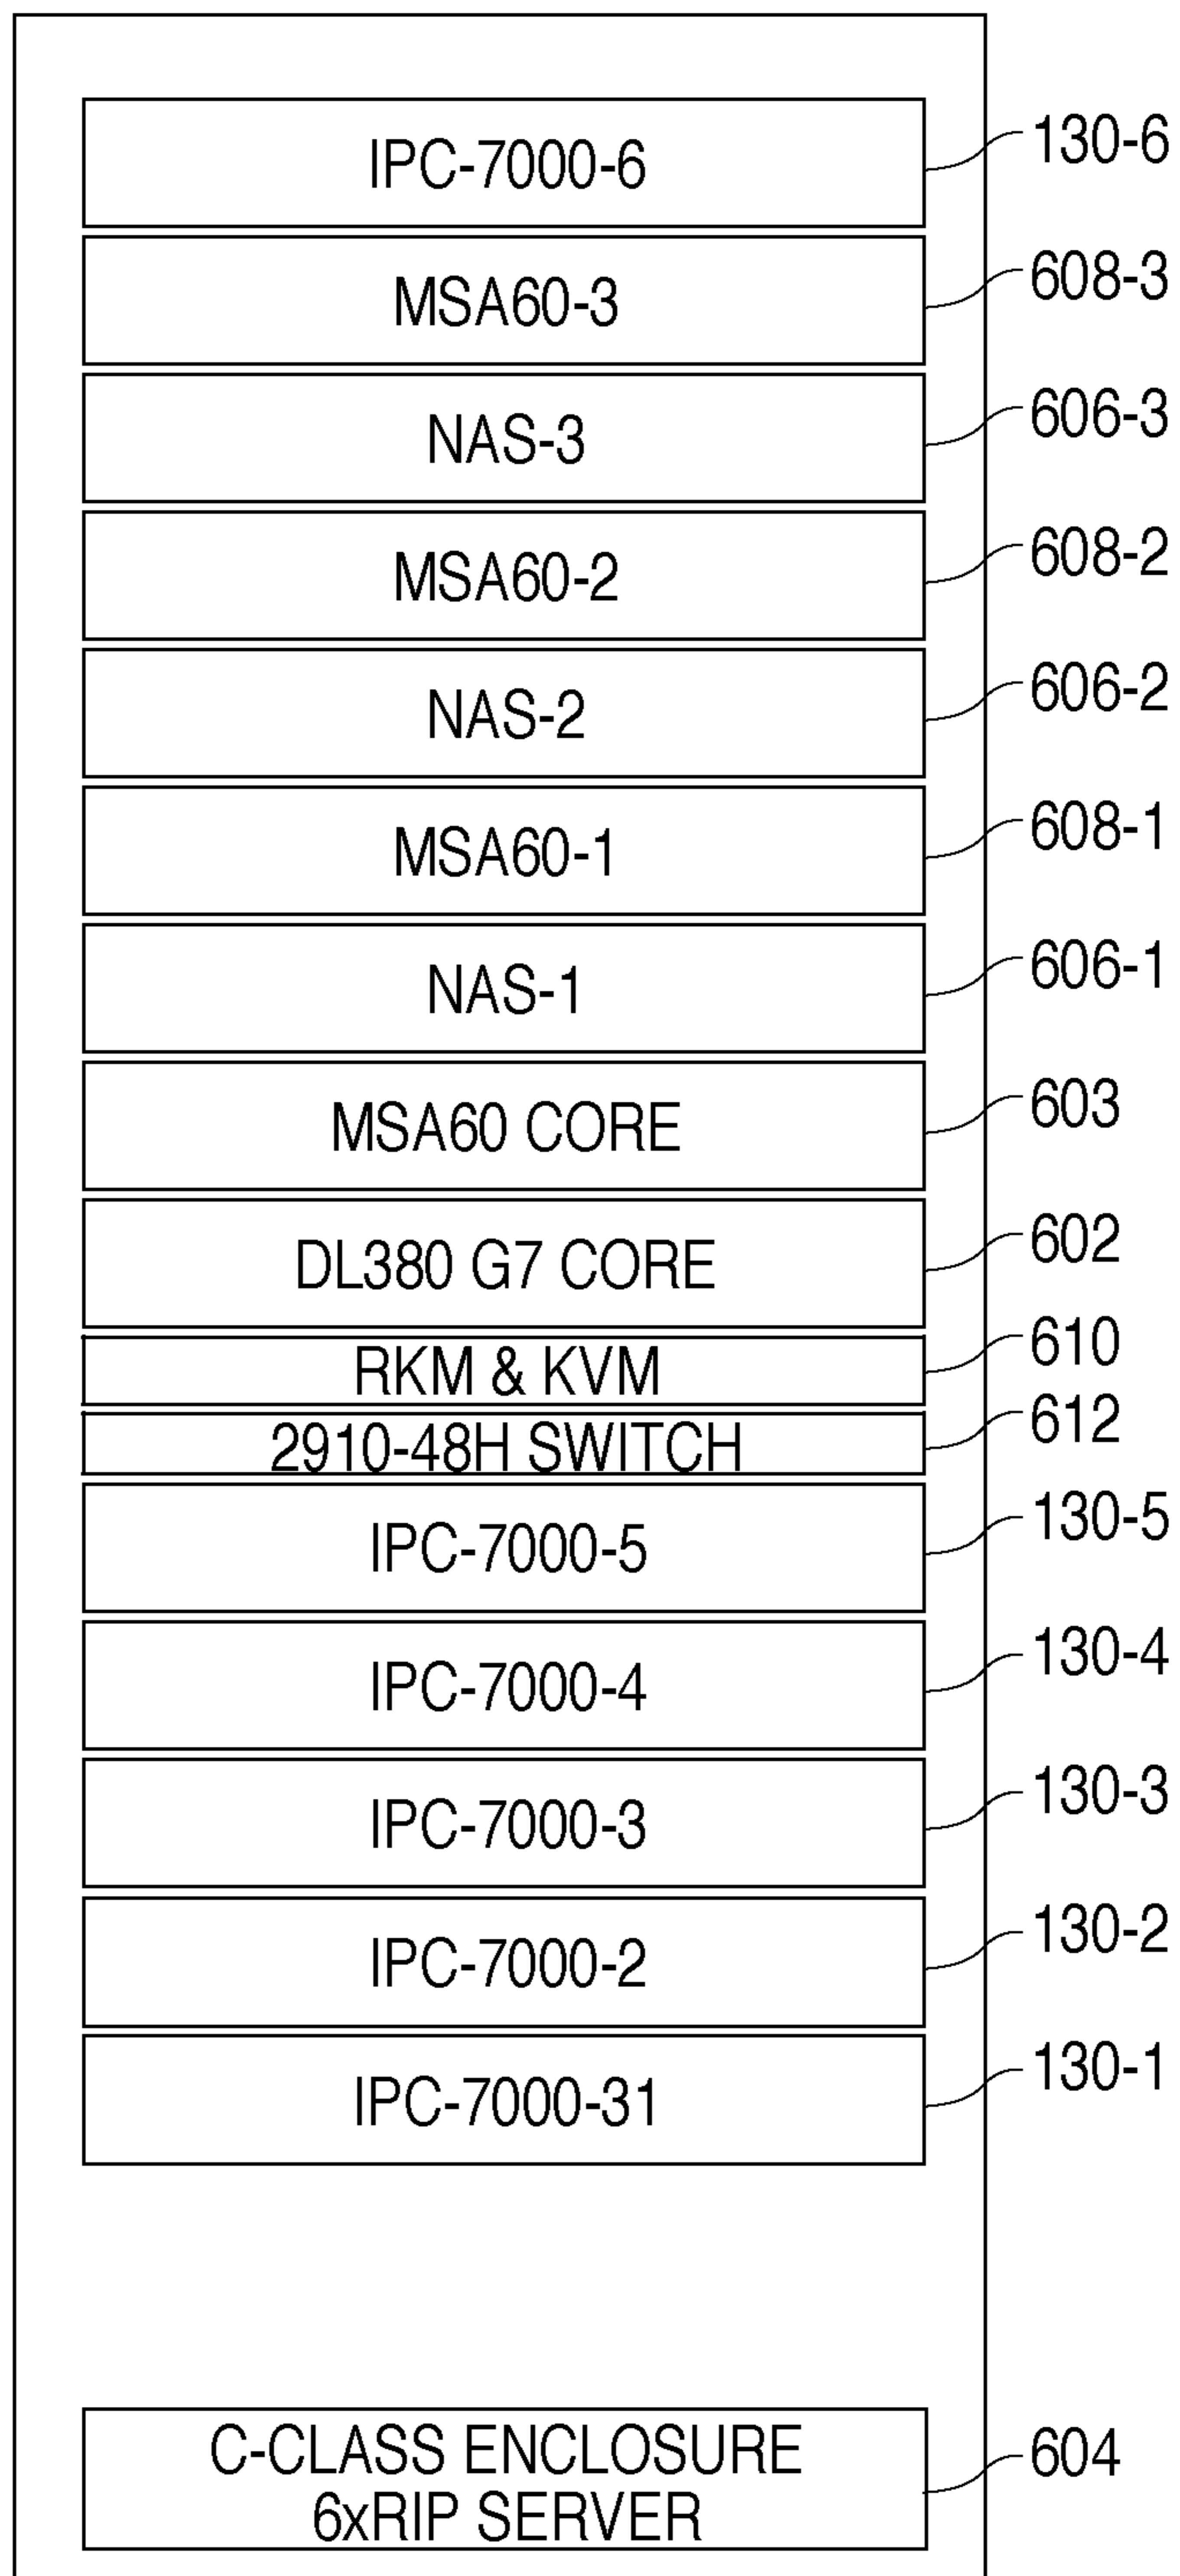 IPC-7000-6
130-6
MSA60-3
608-3
NAS-3
606-3
MSA60-2
608-2
NAS-2
606-2
MSA60-1
608-1
NAS-1
606-1
MSA60 CORE
603
DL380 G7 CORE
602
RKM & KVM
610
2910-48H SWITCH
612
IPC-7000-5
130-5
IPC-7000-4
130-4
IPC-7000-3
130-3
IPC-7000-2
130-2
IPC-7000-31
130-1
C-CLASS ENCLOSURE
6xRIP SERVER
604